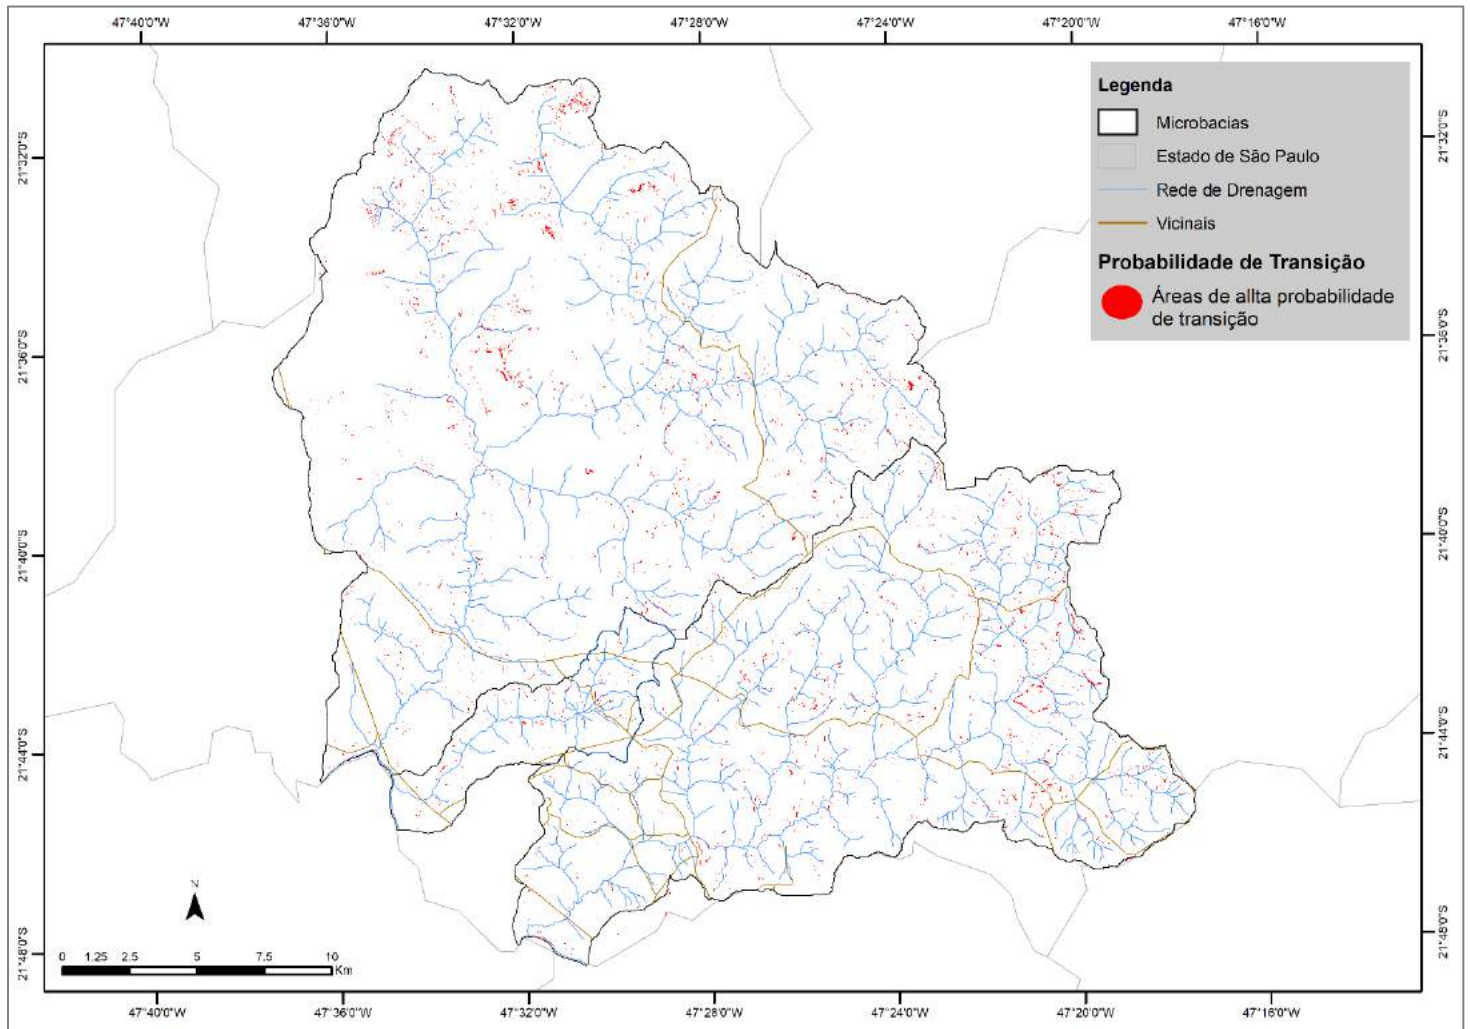 47°40'0"W 47°36'0"W 47°32'0"W 47°28'0"W 47°24'0"W 47°20'0"W 47°16'0"W
Legenda
Microbacias
Estado de São Paulo
Rede de Drenagem
Vicinais
Probabilidade de Transição
Áreas de allta probabilidade
de transição
21°32'0"S
21°36'0"S
21°40'0"S
21°44'0"S
21°48'0"S
21°32'0"S
21°36'0"S
21°40'0"S
21°44'0"S
21°48'0"S
N
0 1.25 2.5 5 7.5 10
Km
47°40'0"W 47°36'0"W 47°32'0"W 47°28'0"W 47°24'0"W 47°20'0"W 47°16'0"W